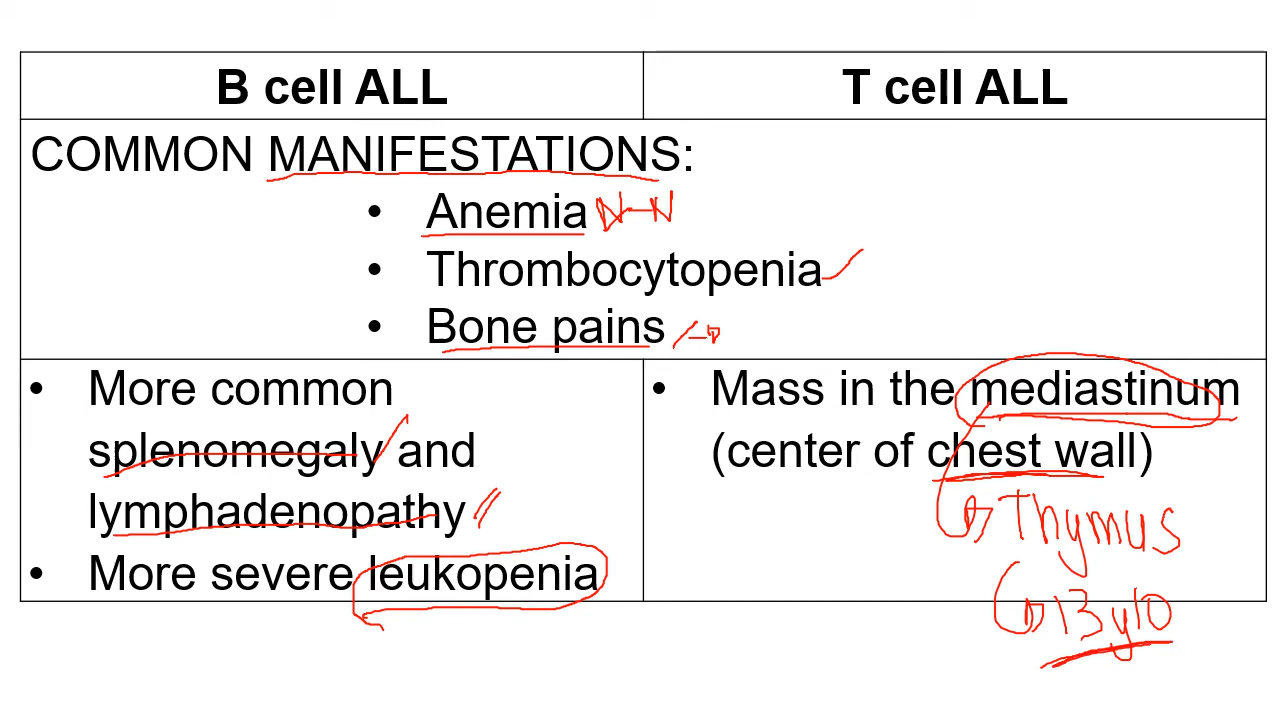 B cell ALL
T cell ALL
COMMON MANIFESTATIONS:
• Anemia N-N
• Thrombocytopenia
• Bone pains
• More common
splenomegaly and
lymphadenopathy
• More severe leukopenia
• Mass in the mediastinum
(center of chest wall)
Thymus
13 y10